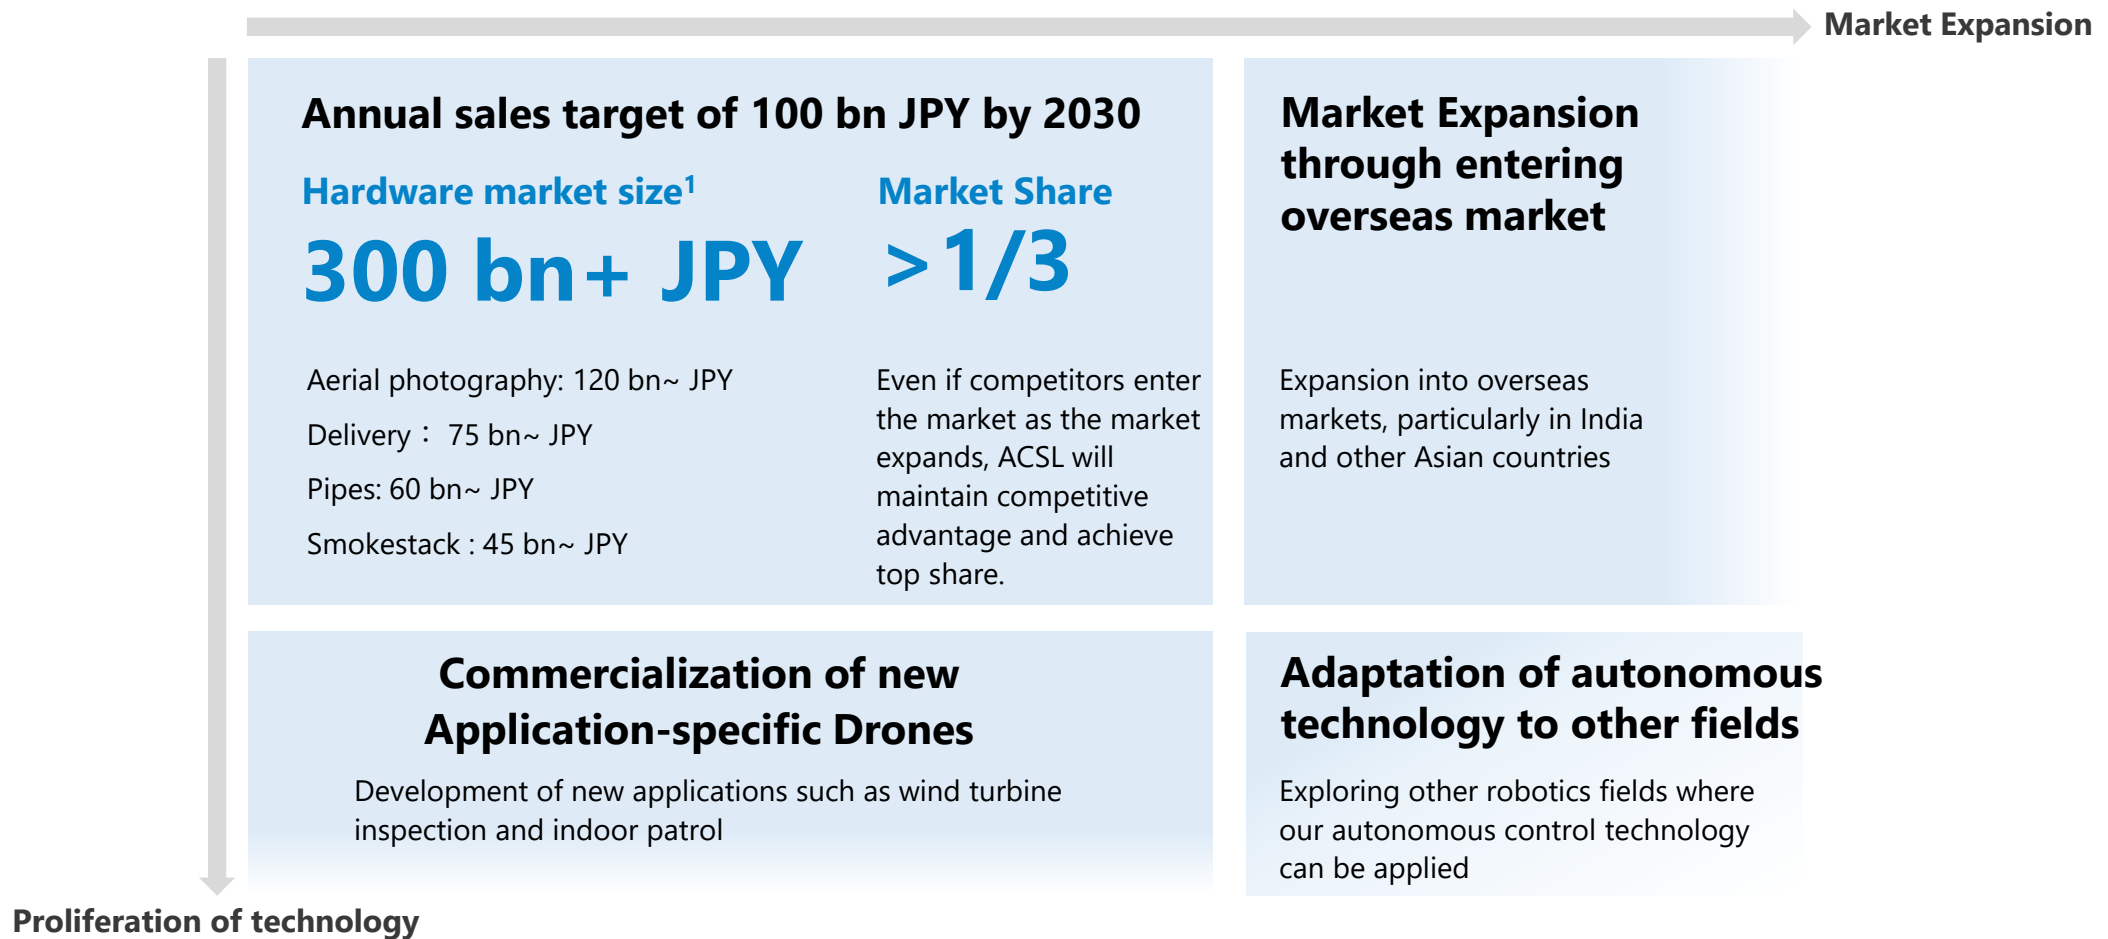 Market Expansion
Annual sales target of 100 bn JPY by 2030
Hardware market size¹
300 bn+ JPY
Aerial photography: 120 bn~ JPY
Delivery： 75 bn~ JPY
Pipes: 60 bn~ JPY
Smokestack : 45 bn~ JPY
Market Share
>1/3
Even if competitors enter
the market as the market
expands, ACSL will
maintain competitive
advantage and achieve
top share.
Market Expansion
through entering
overseas market
Expansion into overseas
markets, particularly in India
and other Asian countries
Commercialization of new
Application-specific Drones
Development of new applications such as wind turbine
inspection and indoor patrol
Adaptation of autonomous
technology to other fields
Exploring other robotics fields where
our autonomous control technology
can be applied
Proliferation of technology